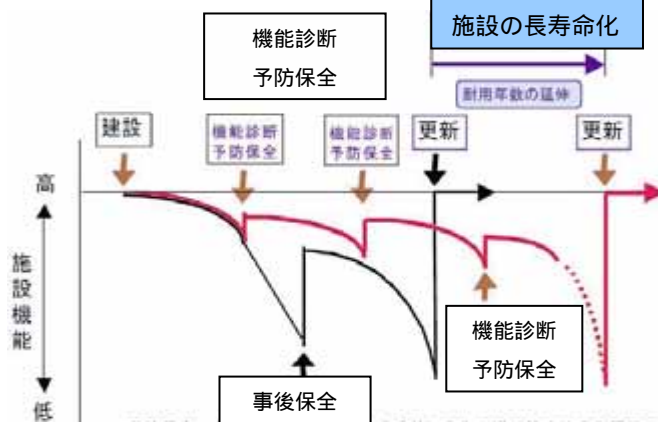 施設の長寿命化
機能診断
予防保全
耐用年数の延伸
建設
機能診断
予防保全
機能診断
予防保全
更新
更新
高
施設機能
低
機能診断
予防保全
事後保全